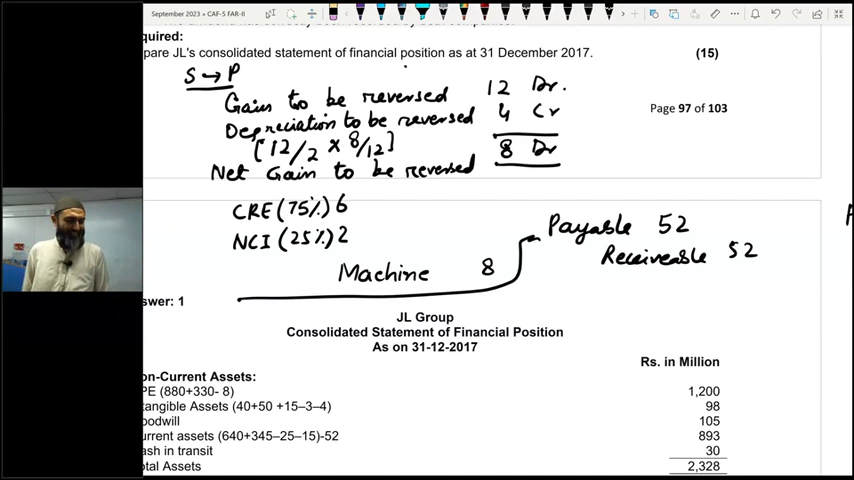 September 2023 » CAF-5 FAR-II
quired:
pare JL's consolidated statement of financial position as at 31 December 2017. (15)
S → P
Gain to be reversed 12 Dr.
Depreciation to be reversed 4 Cr
[12/2 x 8/12]
8 Dr
Net Gain to be reversed
Page 97 of 103
CRE (75%) 6
NCI (25%) 2
Machine 8
Payable 52
Receiveable 52
swer: 1
JL Group
Consolidated Statement of Financial Position
As on 31-12-2017
Rs. in Million
on-Current Assets:
PE (880+330- 8) 1,200
tangible Assets (40+50 +15–3–4) 98
oodwill 105
urrent assets (640+345–25–15)-52 893
ash in transit 30
otal Assets 2,328